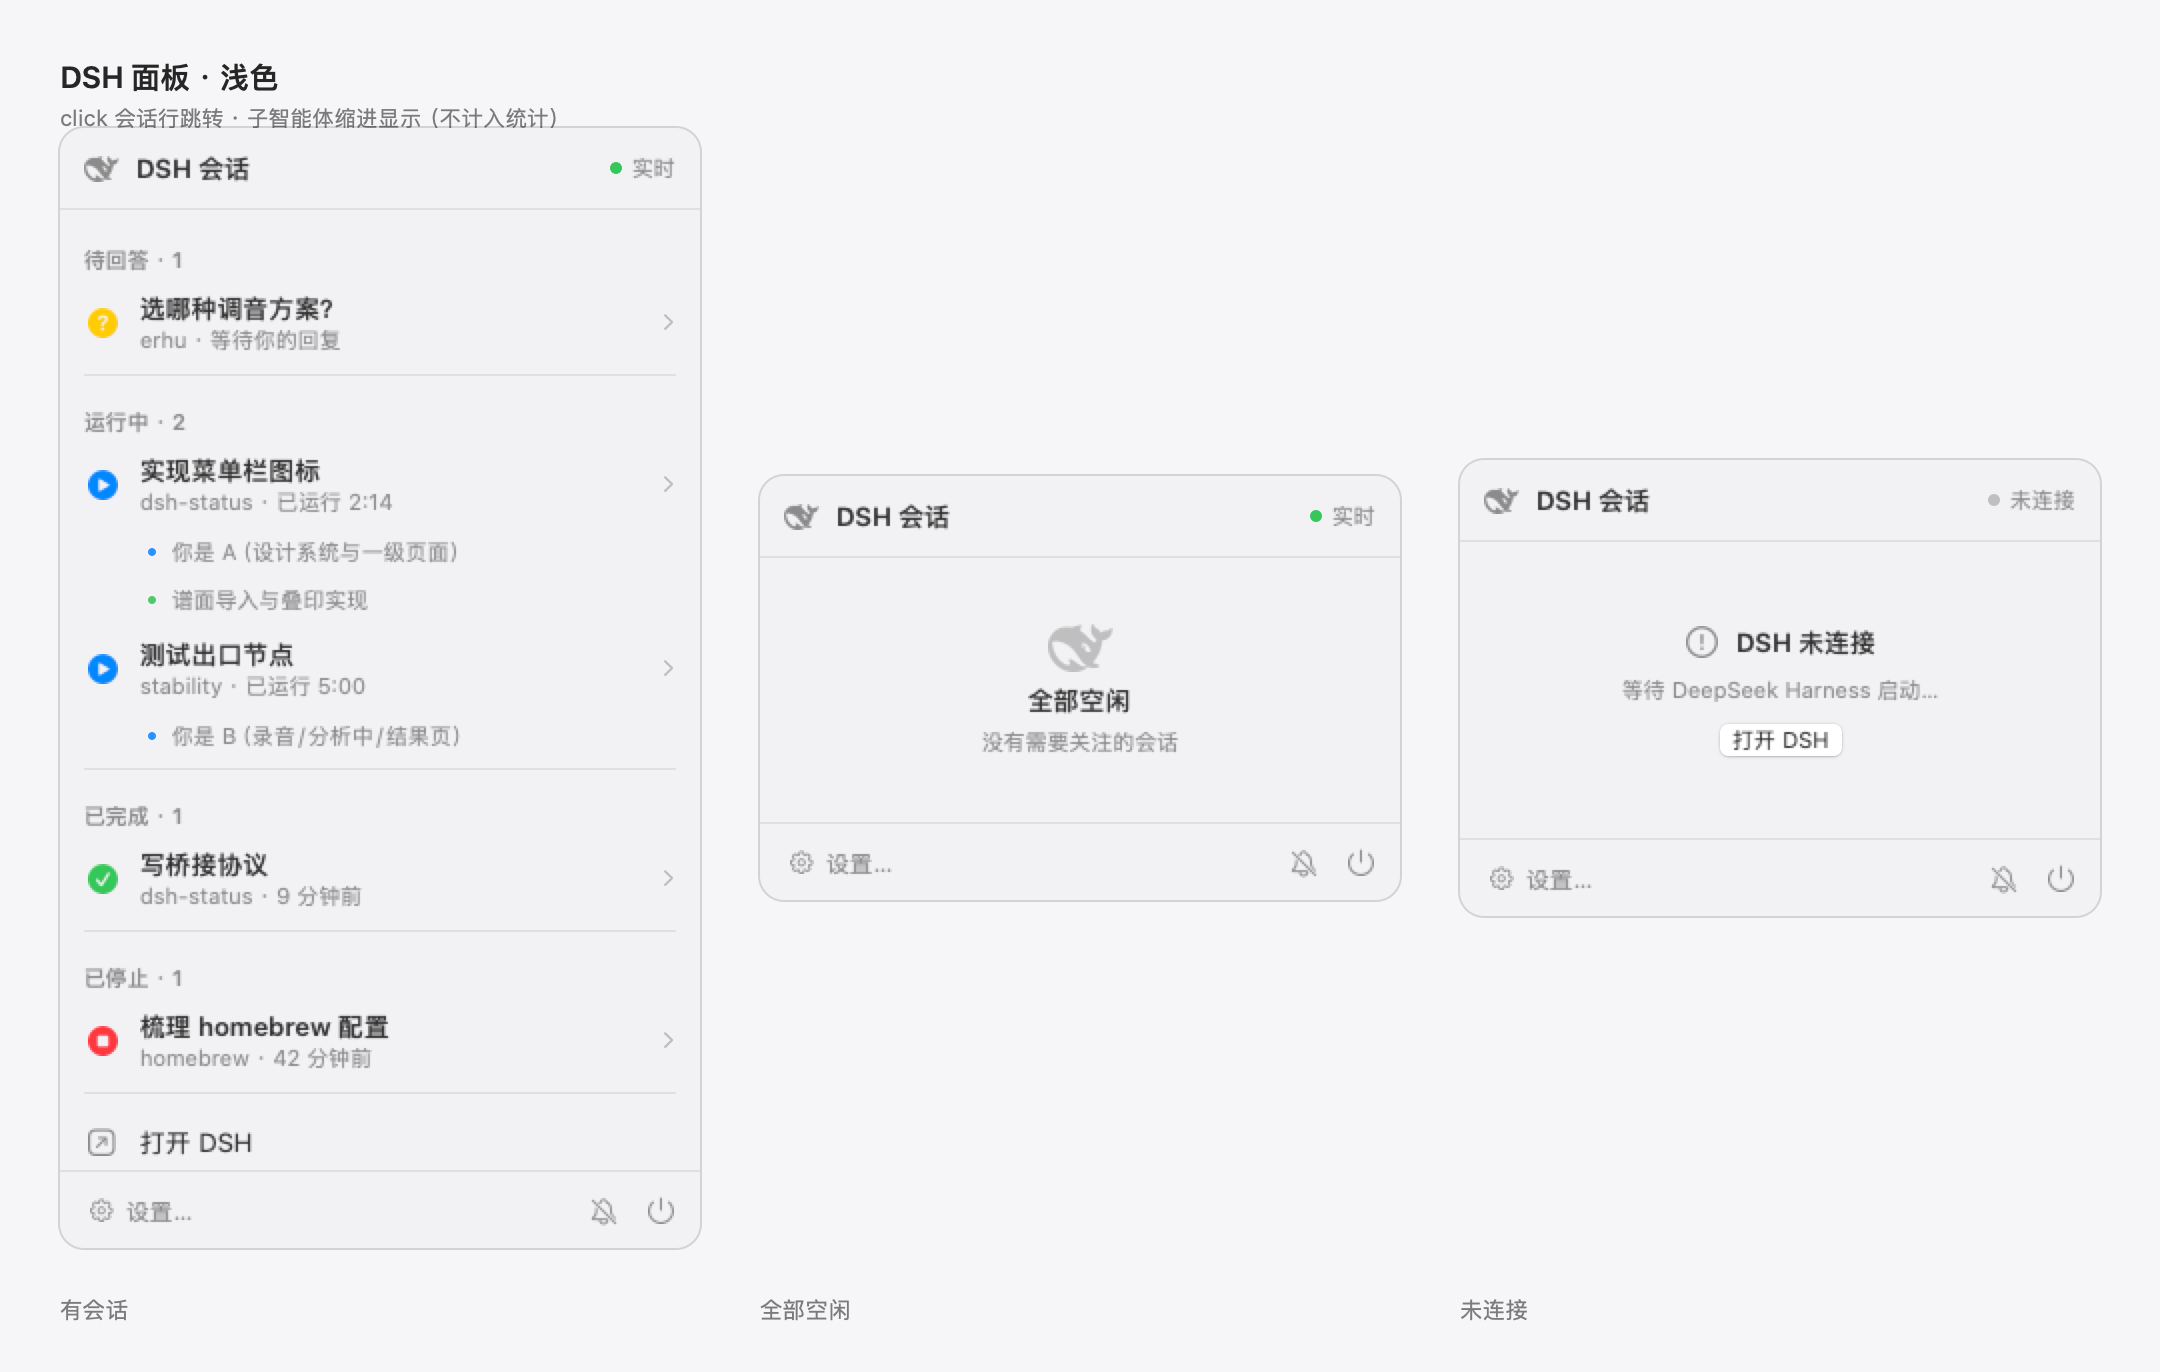 DSH 面板 · 浅色
click 会话行跳转 · 子智能体缩进显示（不计入统计）
DSH 会话
实时
待回答 · 1
选哪种调音方案?
erhu · 等待你的回复
运行中 · 2
实现菜单栏图标
dsh-status · 已运行 2:14
你是 A (设计系统与一级页面)
谱面导入与叠印实现
测试出口节点
stability · 已运行 5:00
你是 B (录音/分析中/结果页)
已完成 · 1
写桥接协议
dsh-status · 9 分钟前
已停止 · 1
梳理 homebrew 配置
homebrew · 42 分钟前
打开 DSH
设置...
有会话
DSH 会话
实时
全部空闲
没有需要关注的会话
设置...
全部空闲
DSH 会话
未连接
DSH 未连接
等待 DeepSeek Harness 启动...
打开 DSH
设置...
未连接